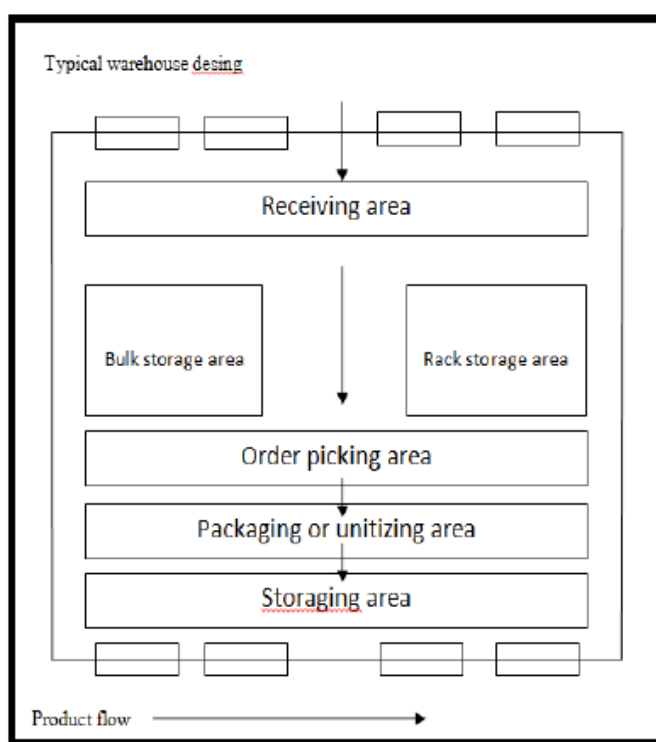 Typical warehouse desing
Receiving area
Bulk storage area
Rack storage area
Order picking area
Packaging or unitizing area
Storaging area
Product flow